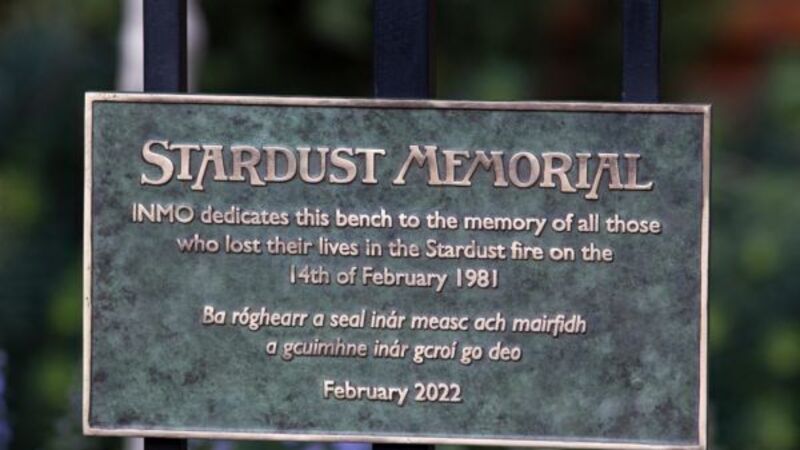 STARDUST MEMORIAL
INMO dedicates this bench to the memory of all those
who lost their lives in the Stardust fire on the
14th of February 1981
Ba róghearr a seal inár measc ach mairfidh
a gcuimhne inár gcroí go deo
February 2022